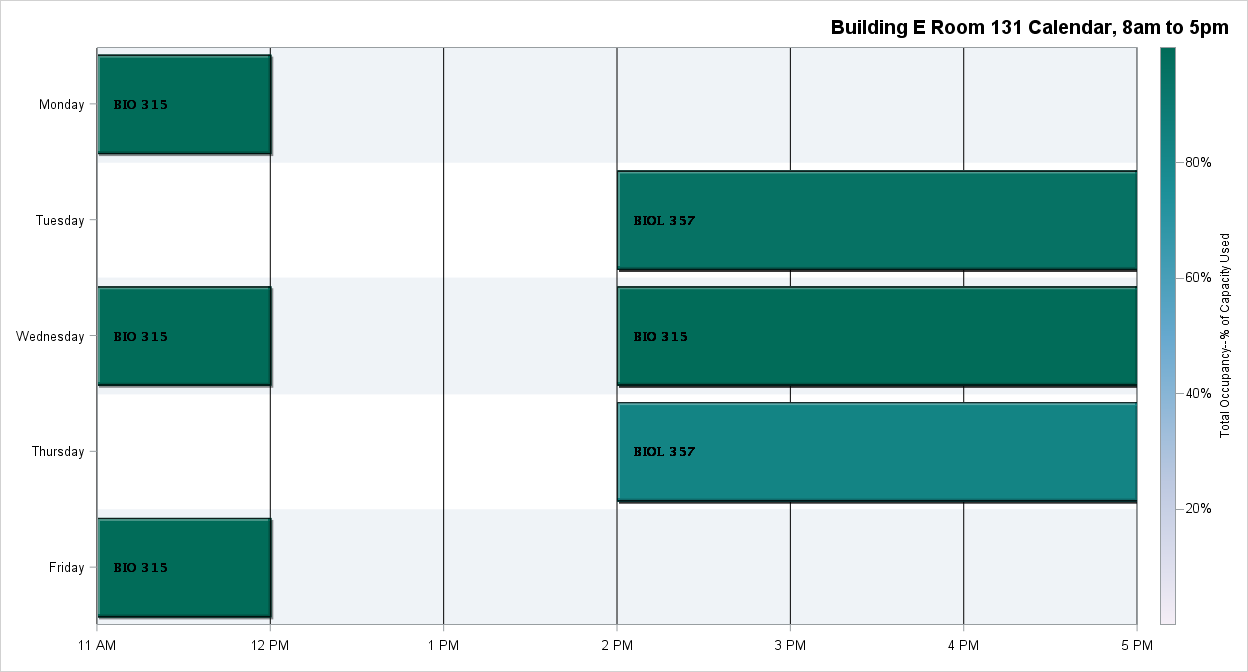 Building E Room 131 Calendar, 8am to 5pm
Monday
BIO 315
Tuesday
BIOL 357
Wednesday
BIO 315
BIO 315
Thursday
BIOL 357
Friday
BIO 315
11 AM
12 PM
1 PM
2 PM
3 PM
4 PM
5 PM
80%
60%
40%
20%
Total Occupancy--% of Capacity Used